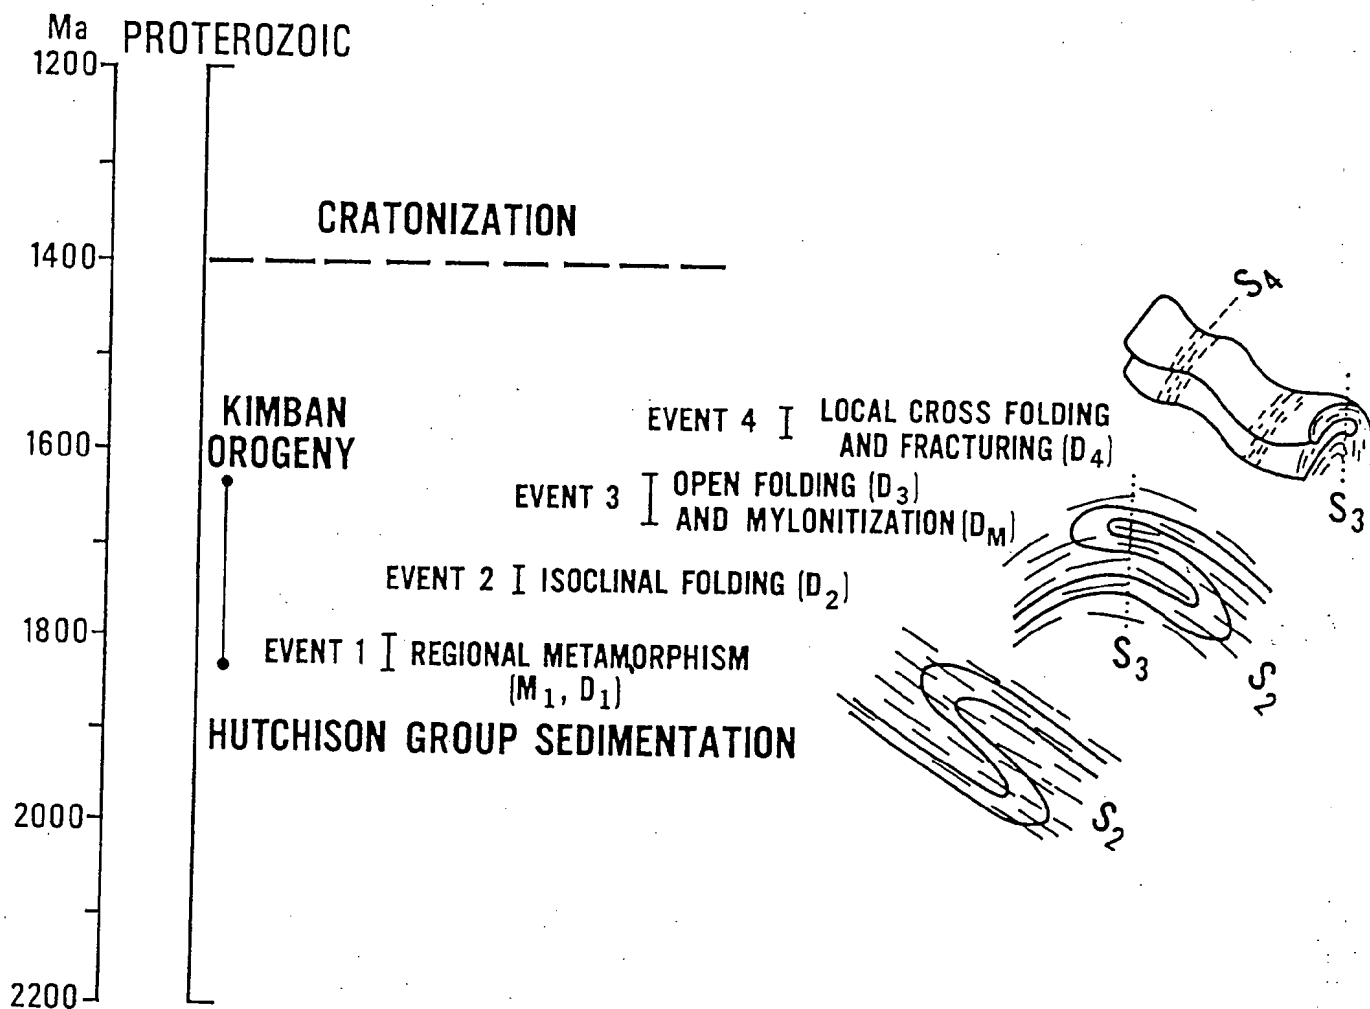 Ma PROTEROZOIC
1200
CRATONIZATION
1400
S4
KIMBAN
OROGENY
EVENT 4 LOCAL CROSS FOLDING
AND FRACTURING (D4)
1600
EVENT 3 OPEN FOLDING (D3)
AND MYLONITIZATION (DM)
S3
EVENT 2 ISOCLINAL FOLDING (D2)
1800
EVENT 1 REGIONAL METAMORPHISM
(M1, D1)
S3
S2
HUTCHISON GROUP SEDIMENTATION
2000
S2
2200